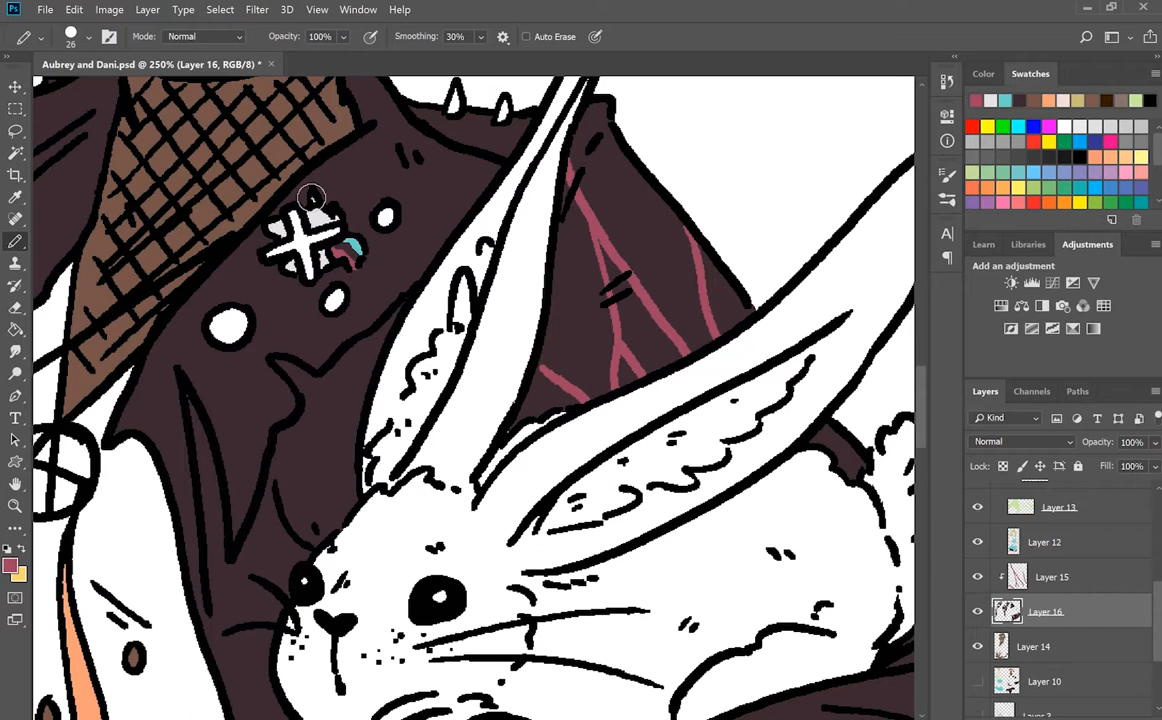 Ps File Edit Image Layer Type Select Filter 3D View Window Help
26 Mode: Normal Opacity: 100% Smoothing: 30% Auto Erase
Aubrey and Dani.psd @ 250% (Layer 16, RGB/8) *
Color Swatches
Learn Libraries Adjustments
Add an adjustment
Layers Channels Paths
Kind
Normal Opacity: 100%
Lock: Fill: 100%
Layer 13
Layer 12
Layer 15
Layer 16
Layer 14
Layer 10